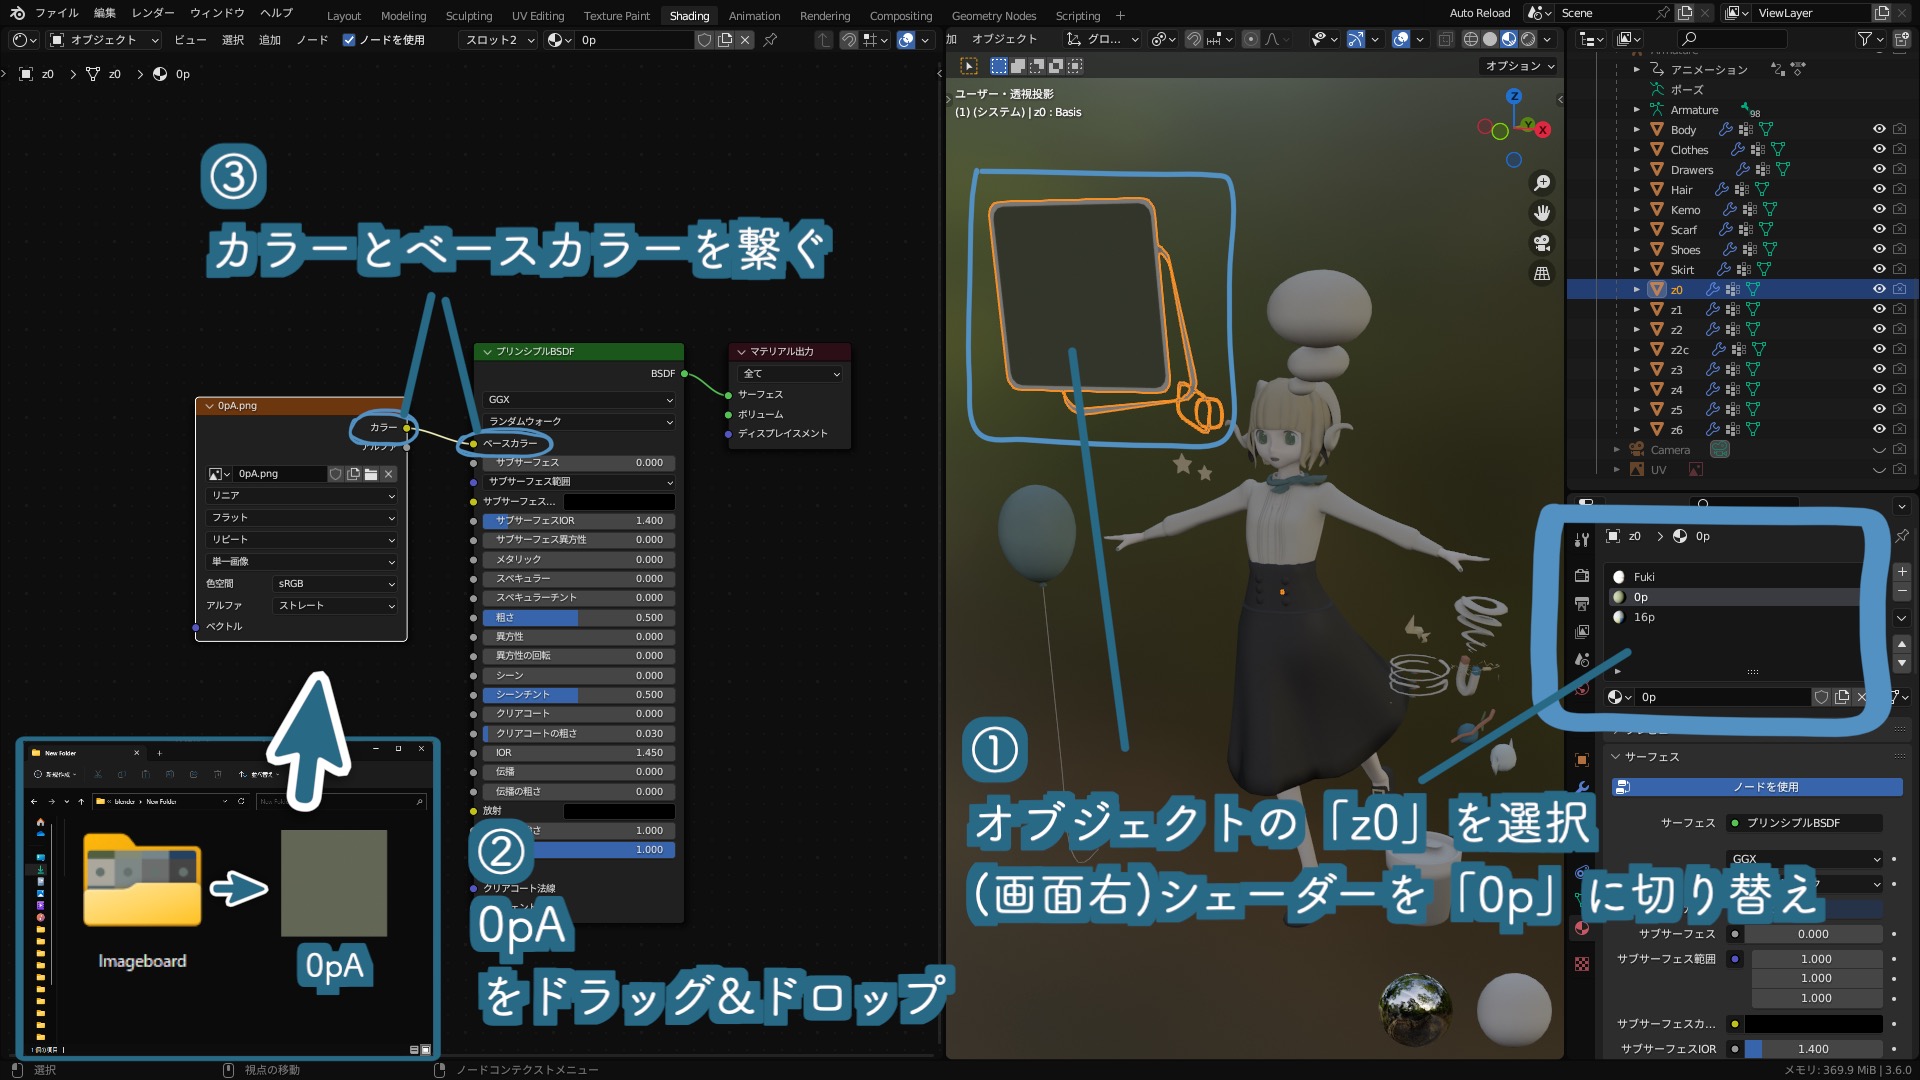 ファイル 編集 レンダー ウィンドウ ヘルプ Layout Modeling Sculpting UV Editing Texture Paint Shading Animation Rendering Compositing Geometry Nodes Scripting + Auto Reload Scene ViewLayer
オブジェクト ビュー 選択 追加 ノード ノードを使用 スロット2 0p
z0 > z0 > 0p
③
カラーとベースカラーを繋ぐ
0pA.png
カラー
アルファ
0pA.png
リニア
フラット
リピート
単一画像
色空間 sRGB
アルファ ストレート
ベクトル
プリンシプルBSDF
BSDF
GGX
ランダムウォーク
ベースカラー
サブサーフェス 0.000
サブサーフェス範囲
サブサーフェス...
サブサーフェスIOR 1.400
サブサーフェス異方性 0.000
メタリック 0.000
スペキュラー 0.000
スペキュラーチント 0.000
粗さ 0.500
異方性 0.000
異方性の回転 0.000
シーン 0.000
シーンチント 0.500
クリアコート 0.000
クリアコートの粗さ 0.030
IOR 1.450
伝播 0.000
伝播の粗さ 0.000
放射
1.000
1.000
クリアコート法線
マテリアル出力
全て
サーフェス
ボリューム
ディスプレイスメント
New Folder
新規作成 並べ替え
blender > New Folder
Imageboard
0pA
②
0pA
をドラッグ&ドロップ
加 オブジェクト グロ...
オプション
ユーザー・透視投影
(1) (システム) | z0 : Basis
Z
Y
X
①
オブジェクトの「z0」を選択
(画面右)シェーダーを「0p」に切り替え
アニメーション
ポーズ
Armature 98
Body
Clothes
Drawers
Hair
Kemo
Scarf
Shoes
Skirt
z0
z1
z2
z2c
z3
z4
z5
z6
Camera
UV
z0 > 0p
Fuki
0p
16p
0p
サーフェス
ノードを使用
サーフェス プリンシプルBSDF
GGX
サブサーフェス 0.000
サブサーフェス範囲 1.000
1.000
1.000
サブサーフェスカ...
サブサーフェスIOR 1.400
選択 視点の移動 ノードコンテクストメニュー メモリ: 369.9 MiB | 3.6.0